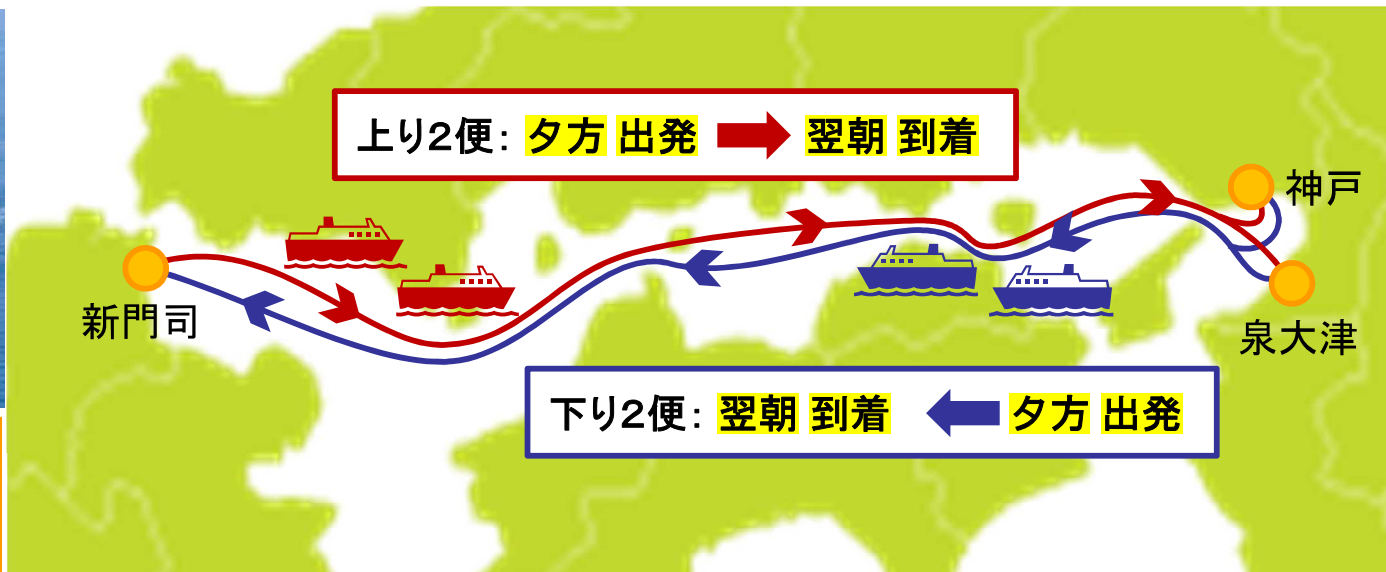 上り2便: 夕方 出発 翌朝 到着
神戸
新門司
泉大津
下り2便: 翌朝 到着 夕方 出発